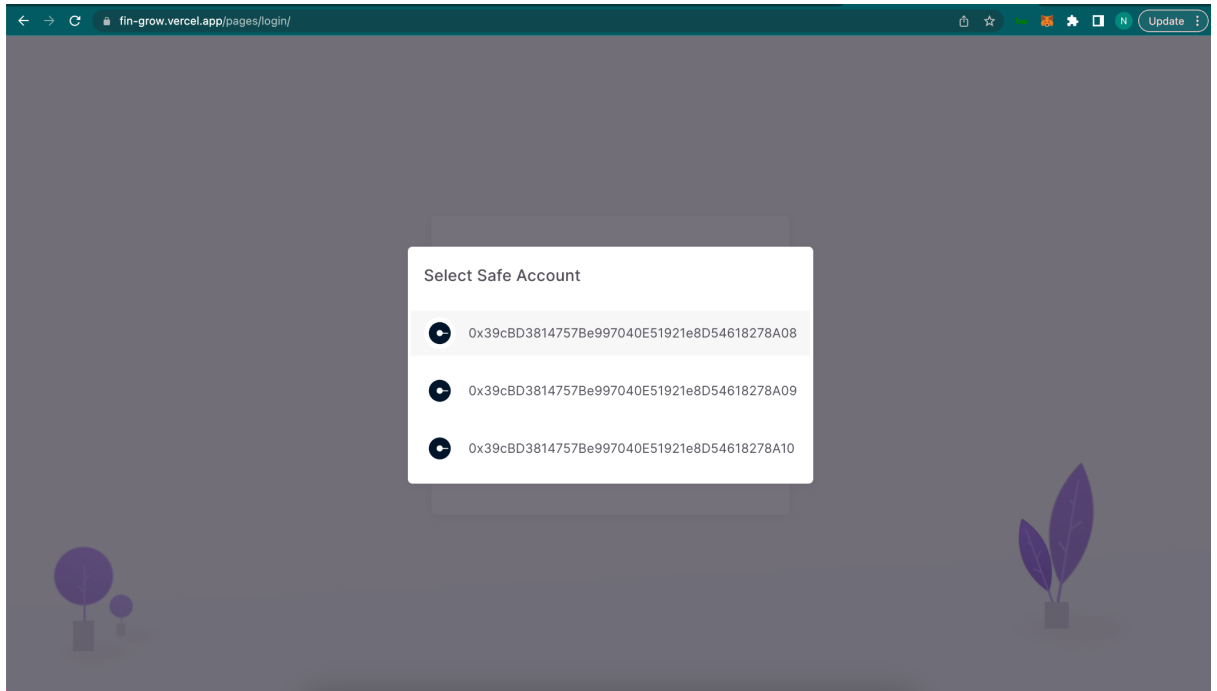 fin-grow.vercel.app/pages/login/
N
Update
Select Safe Account
0x39cBD3814757Be997040E51921e8D54618278A08
0x39cBD3814757Be997040E51921e8D54618278A09
0x39cBD3814757Be997040E51921e8D54618278A10